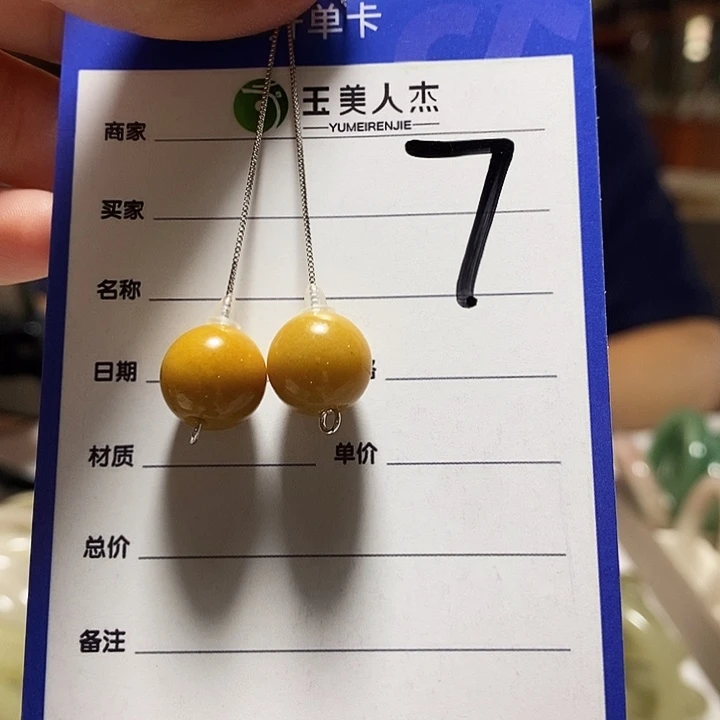 单卡
玉美人杰
YUMEIRENJIE
商家
7
买家
名称
日期
材质 单价
总价
备注